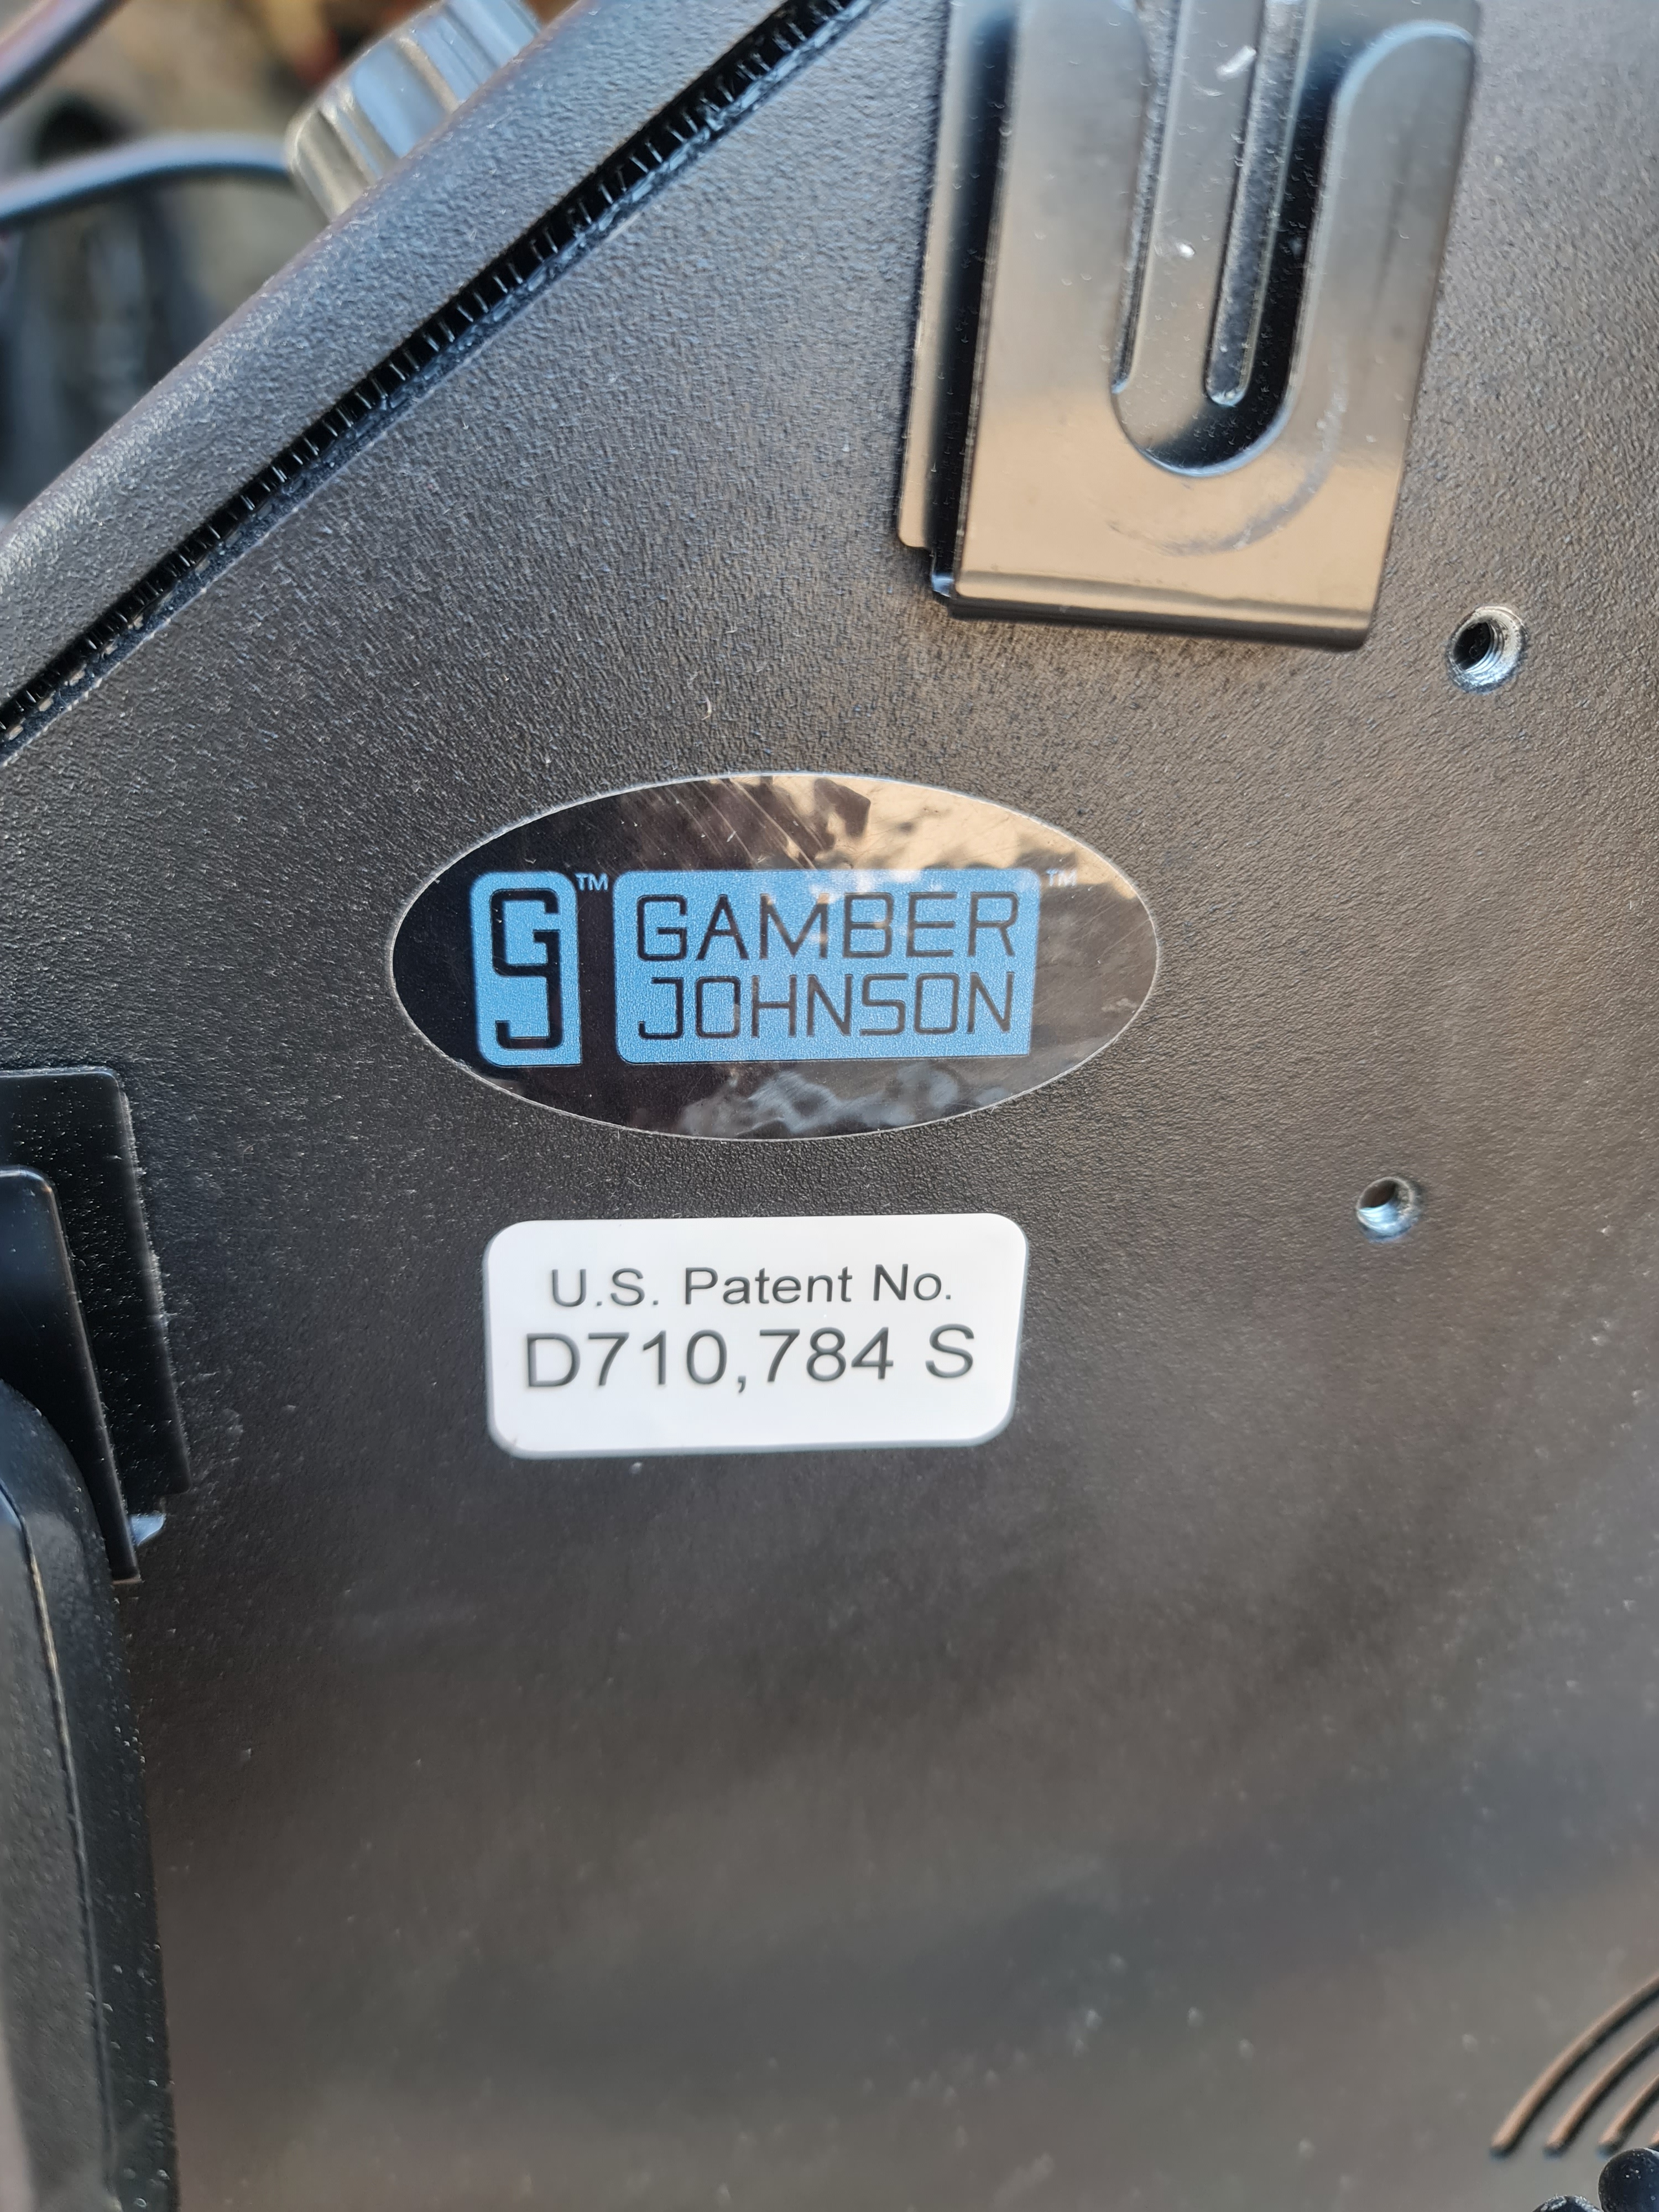 GJ™ GAMBER™
JOHNSON
U.S. Patent No.
D710,784 S